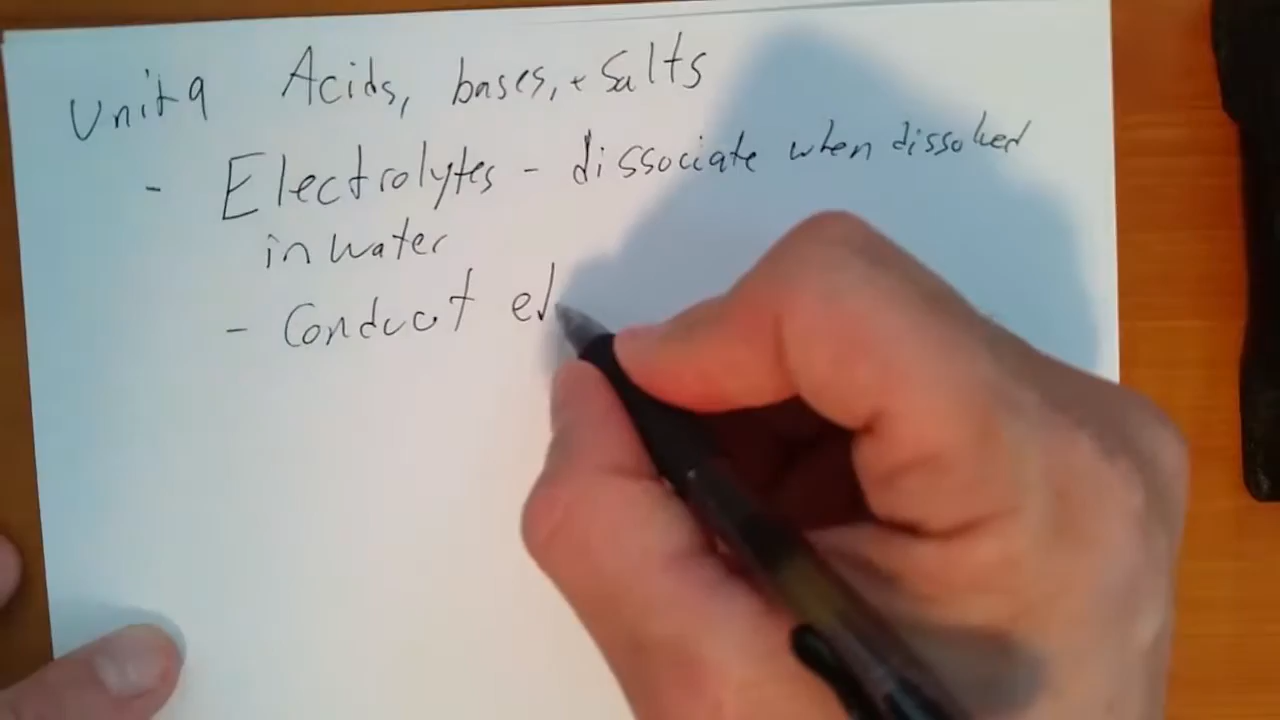 Unit 9 Acids, bases, + Salts
- Electrolytes - dissociate when dissolved
in water
- Conduct el